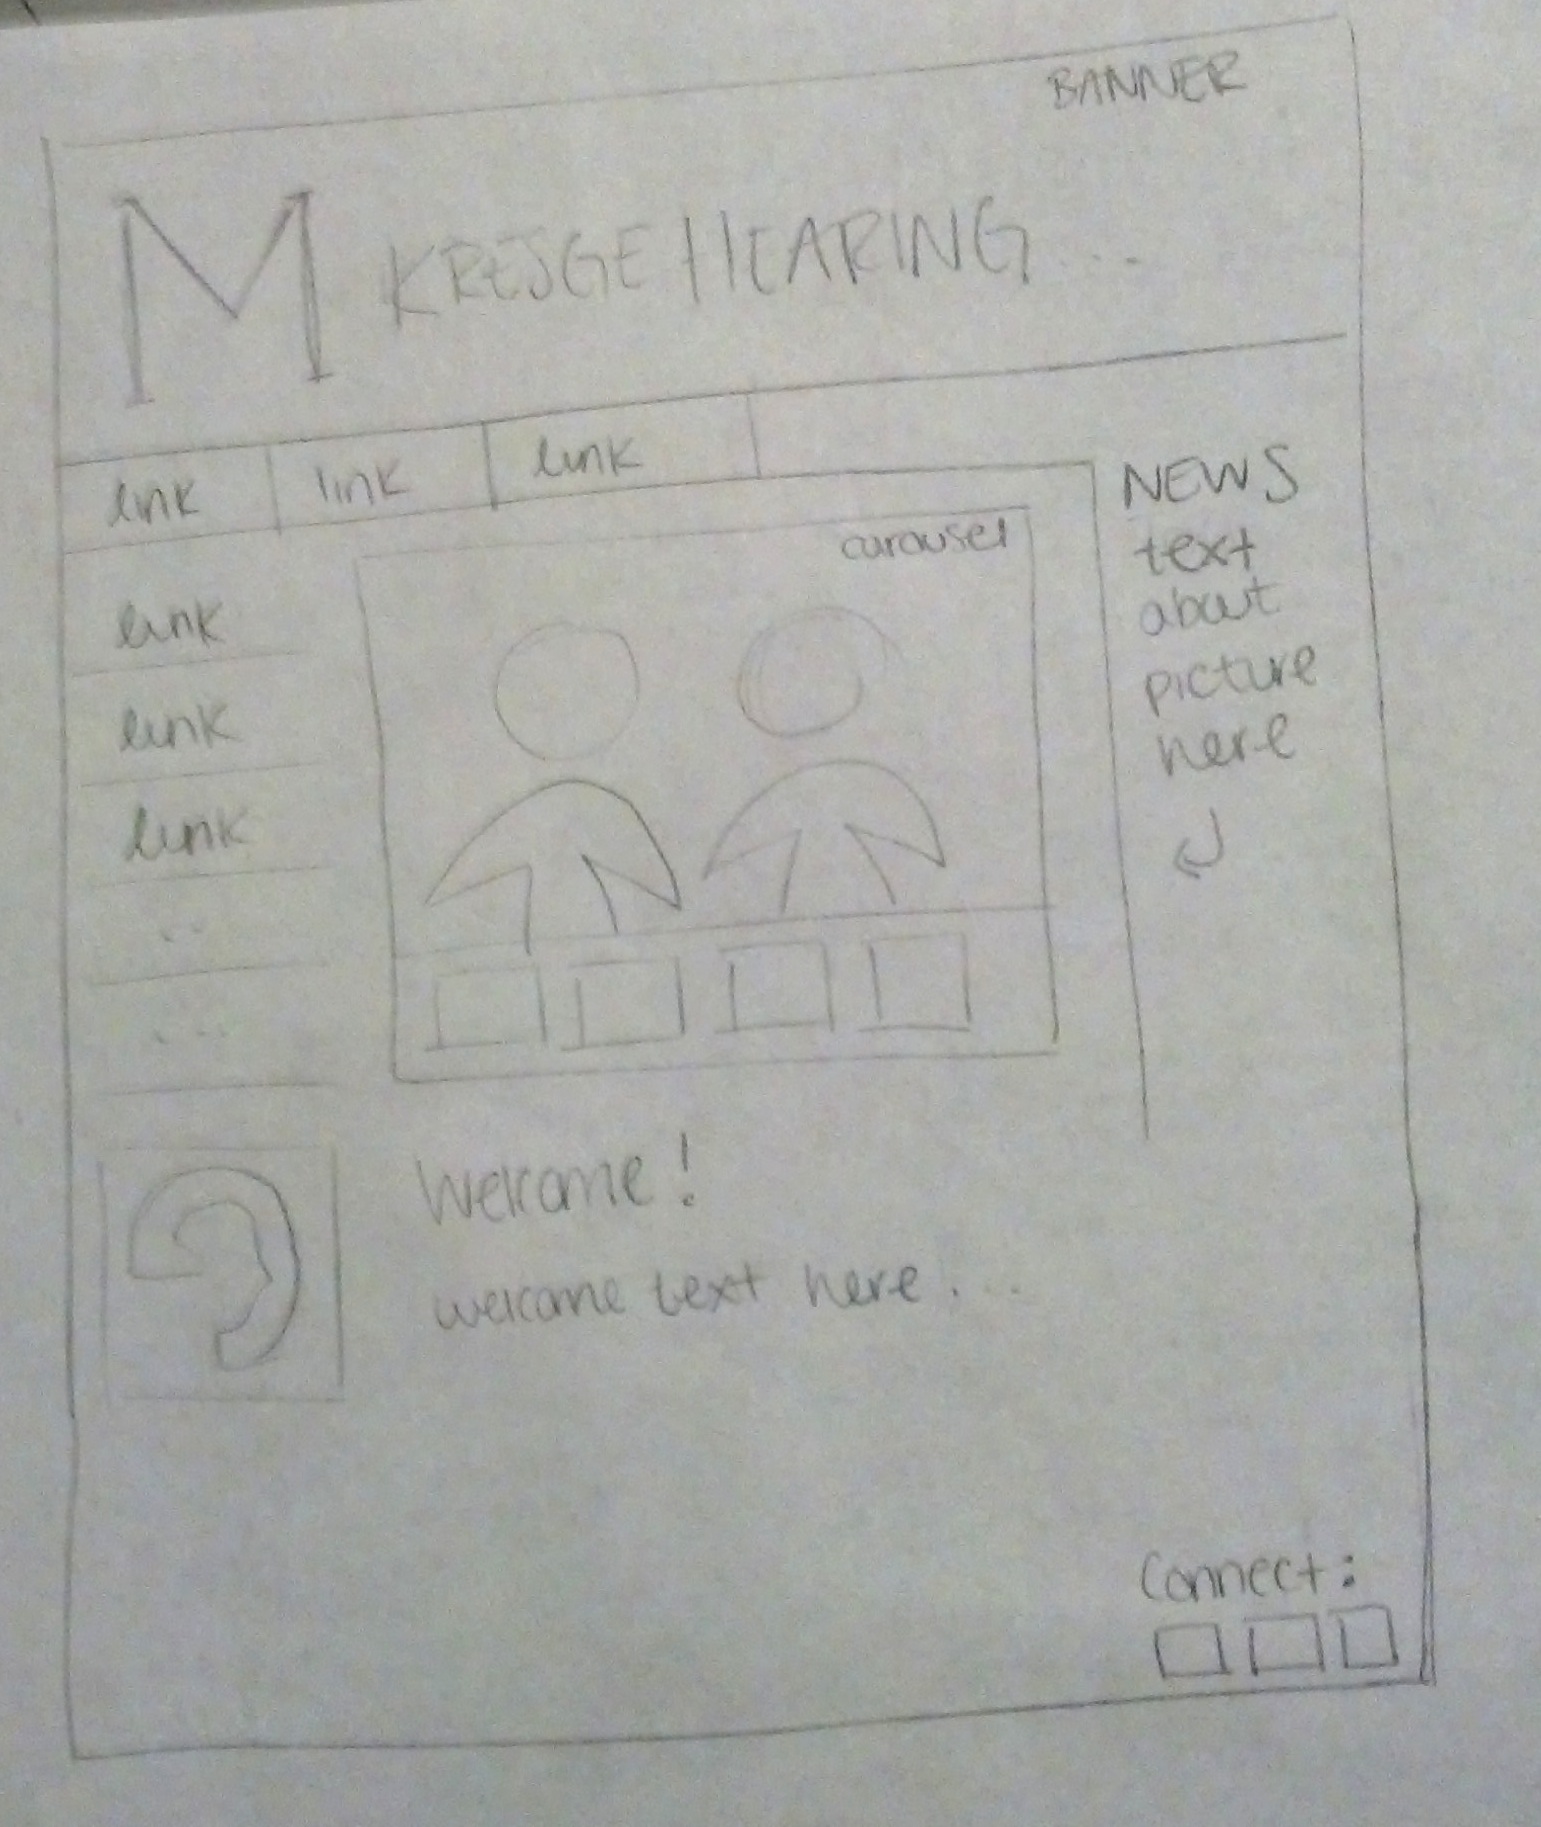 BANNER
M KRESGE HEARING...
link link link
carousel
link
link
link
..
...
NEWS
text
about
picture
here
Welcome!
welcome text here...
Connect: